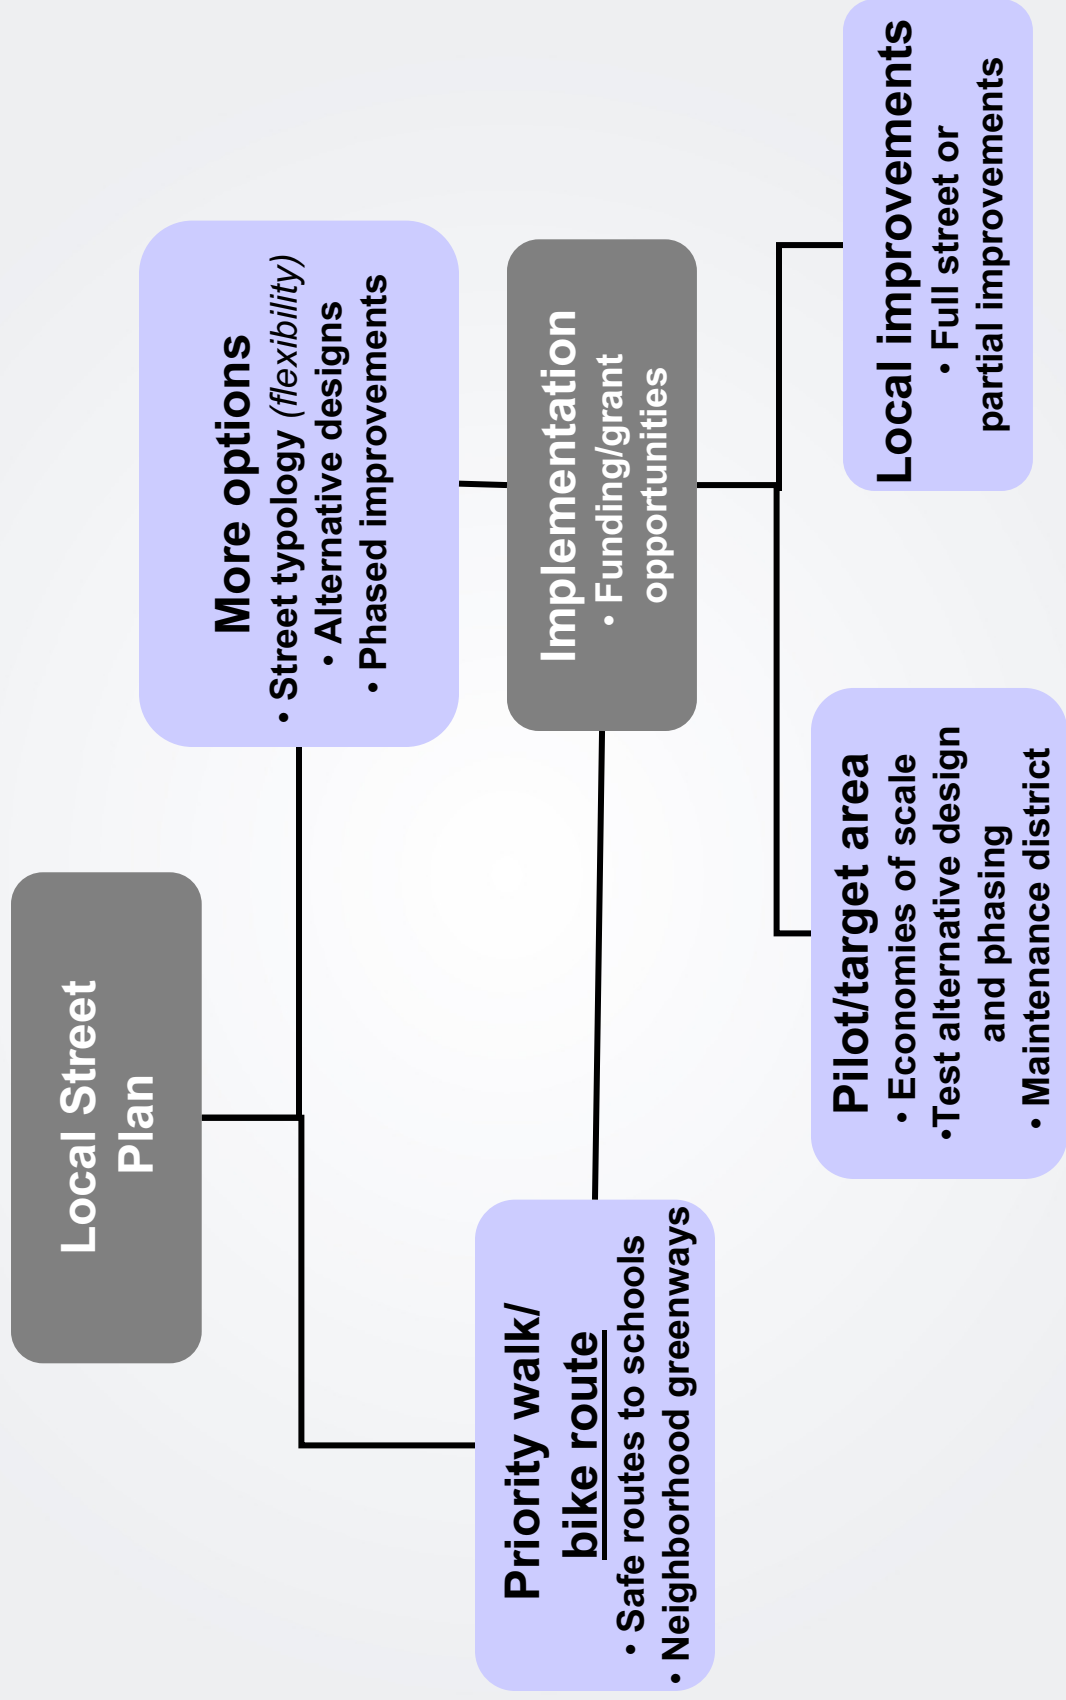 Local Street
Plan
Priority walk/
bike route
• Safe routes to schools
• Neighborhood greenways
More options
• Street typology (flexibility)
• Alternative designs
• Phased improvements
Implementation
• Funding/grant
opportunities
Pilot/target area
• Economies of scale
•Test alternative design
and phasing
• Maintenance district
Local improvements
• Full street or
partial improvements